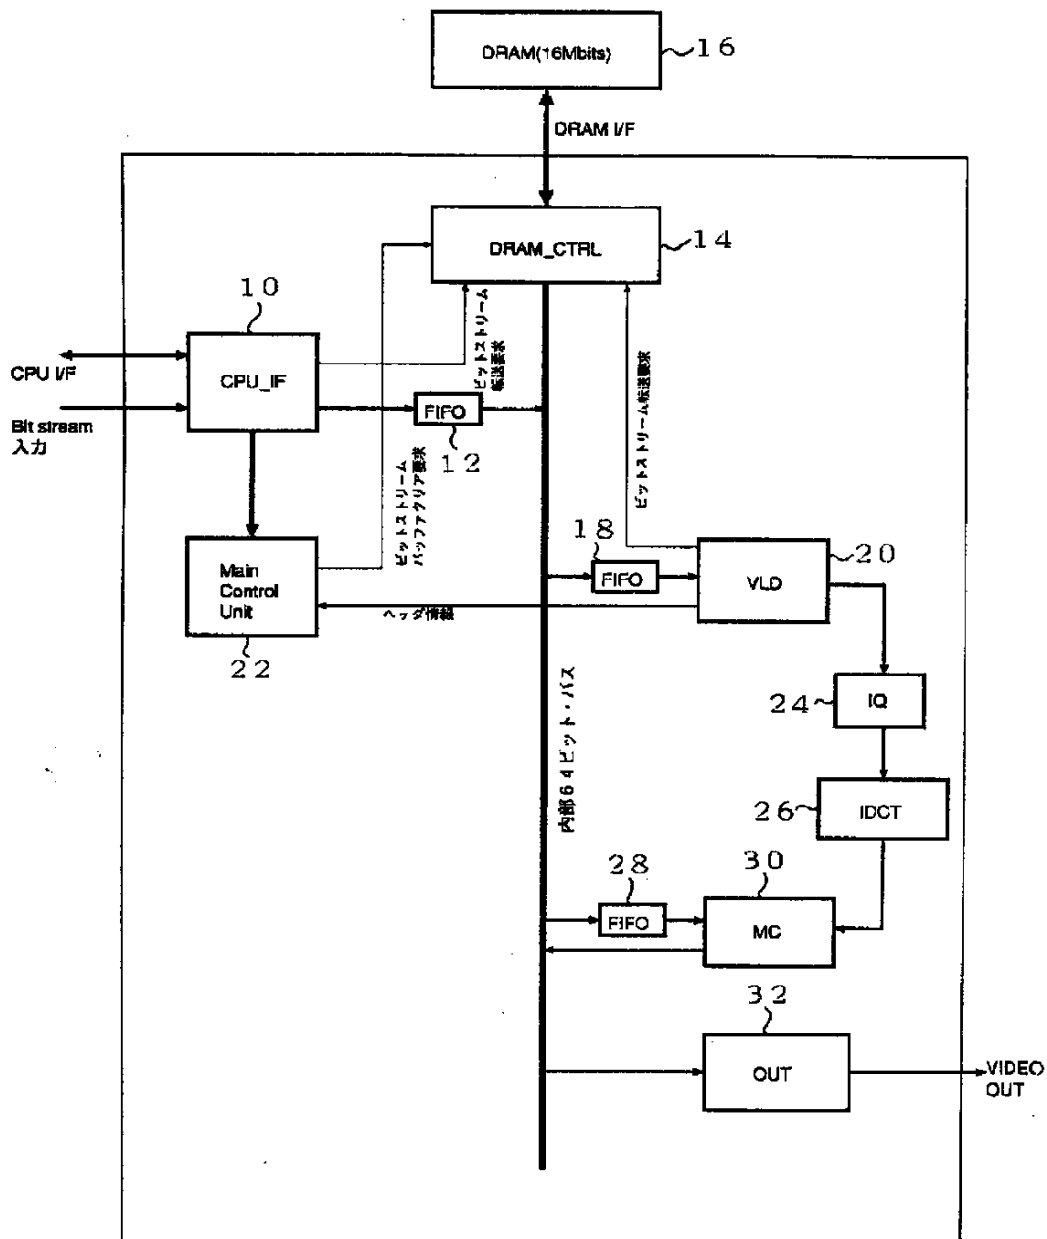 DRAM(16Mbits)
16
DRAM I/F
DRAM_CTRL
14
10
CPU I/F
CPU_IF
Bit stream
入力
ビットストリーム
転送要求
FIFO
12
ビットストリーム
バッファクリア要求
ビットストリーム転送要求
18
FIFO
VLD
20
Main
Control
Unit
22
ヘッダ情報
24
IQ
内部64ビット・バス
26
IDCT
28
FIFO
30
MC
32
OUT
VIDEO
OUT